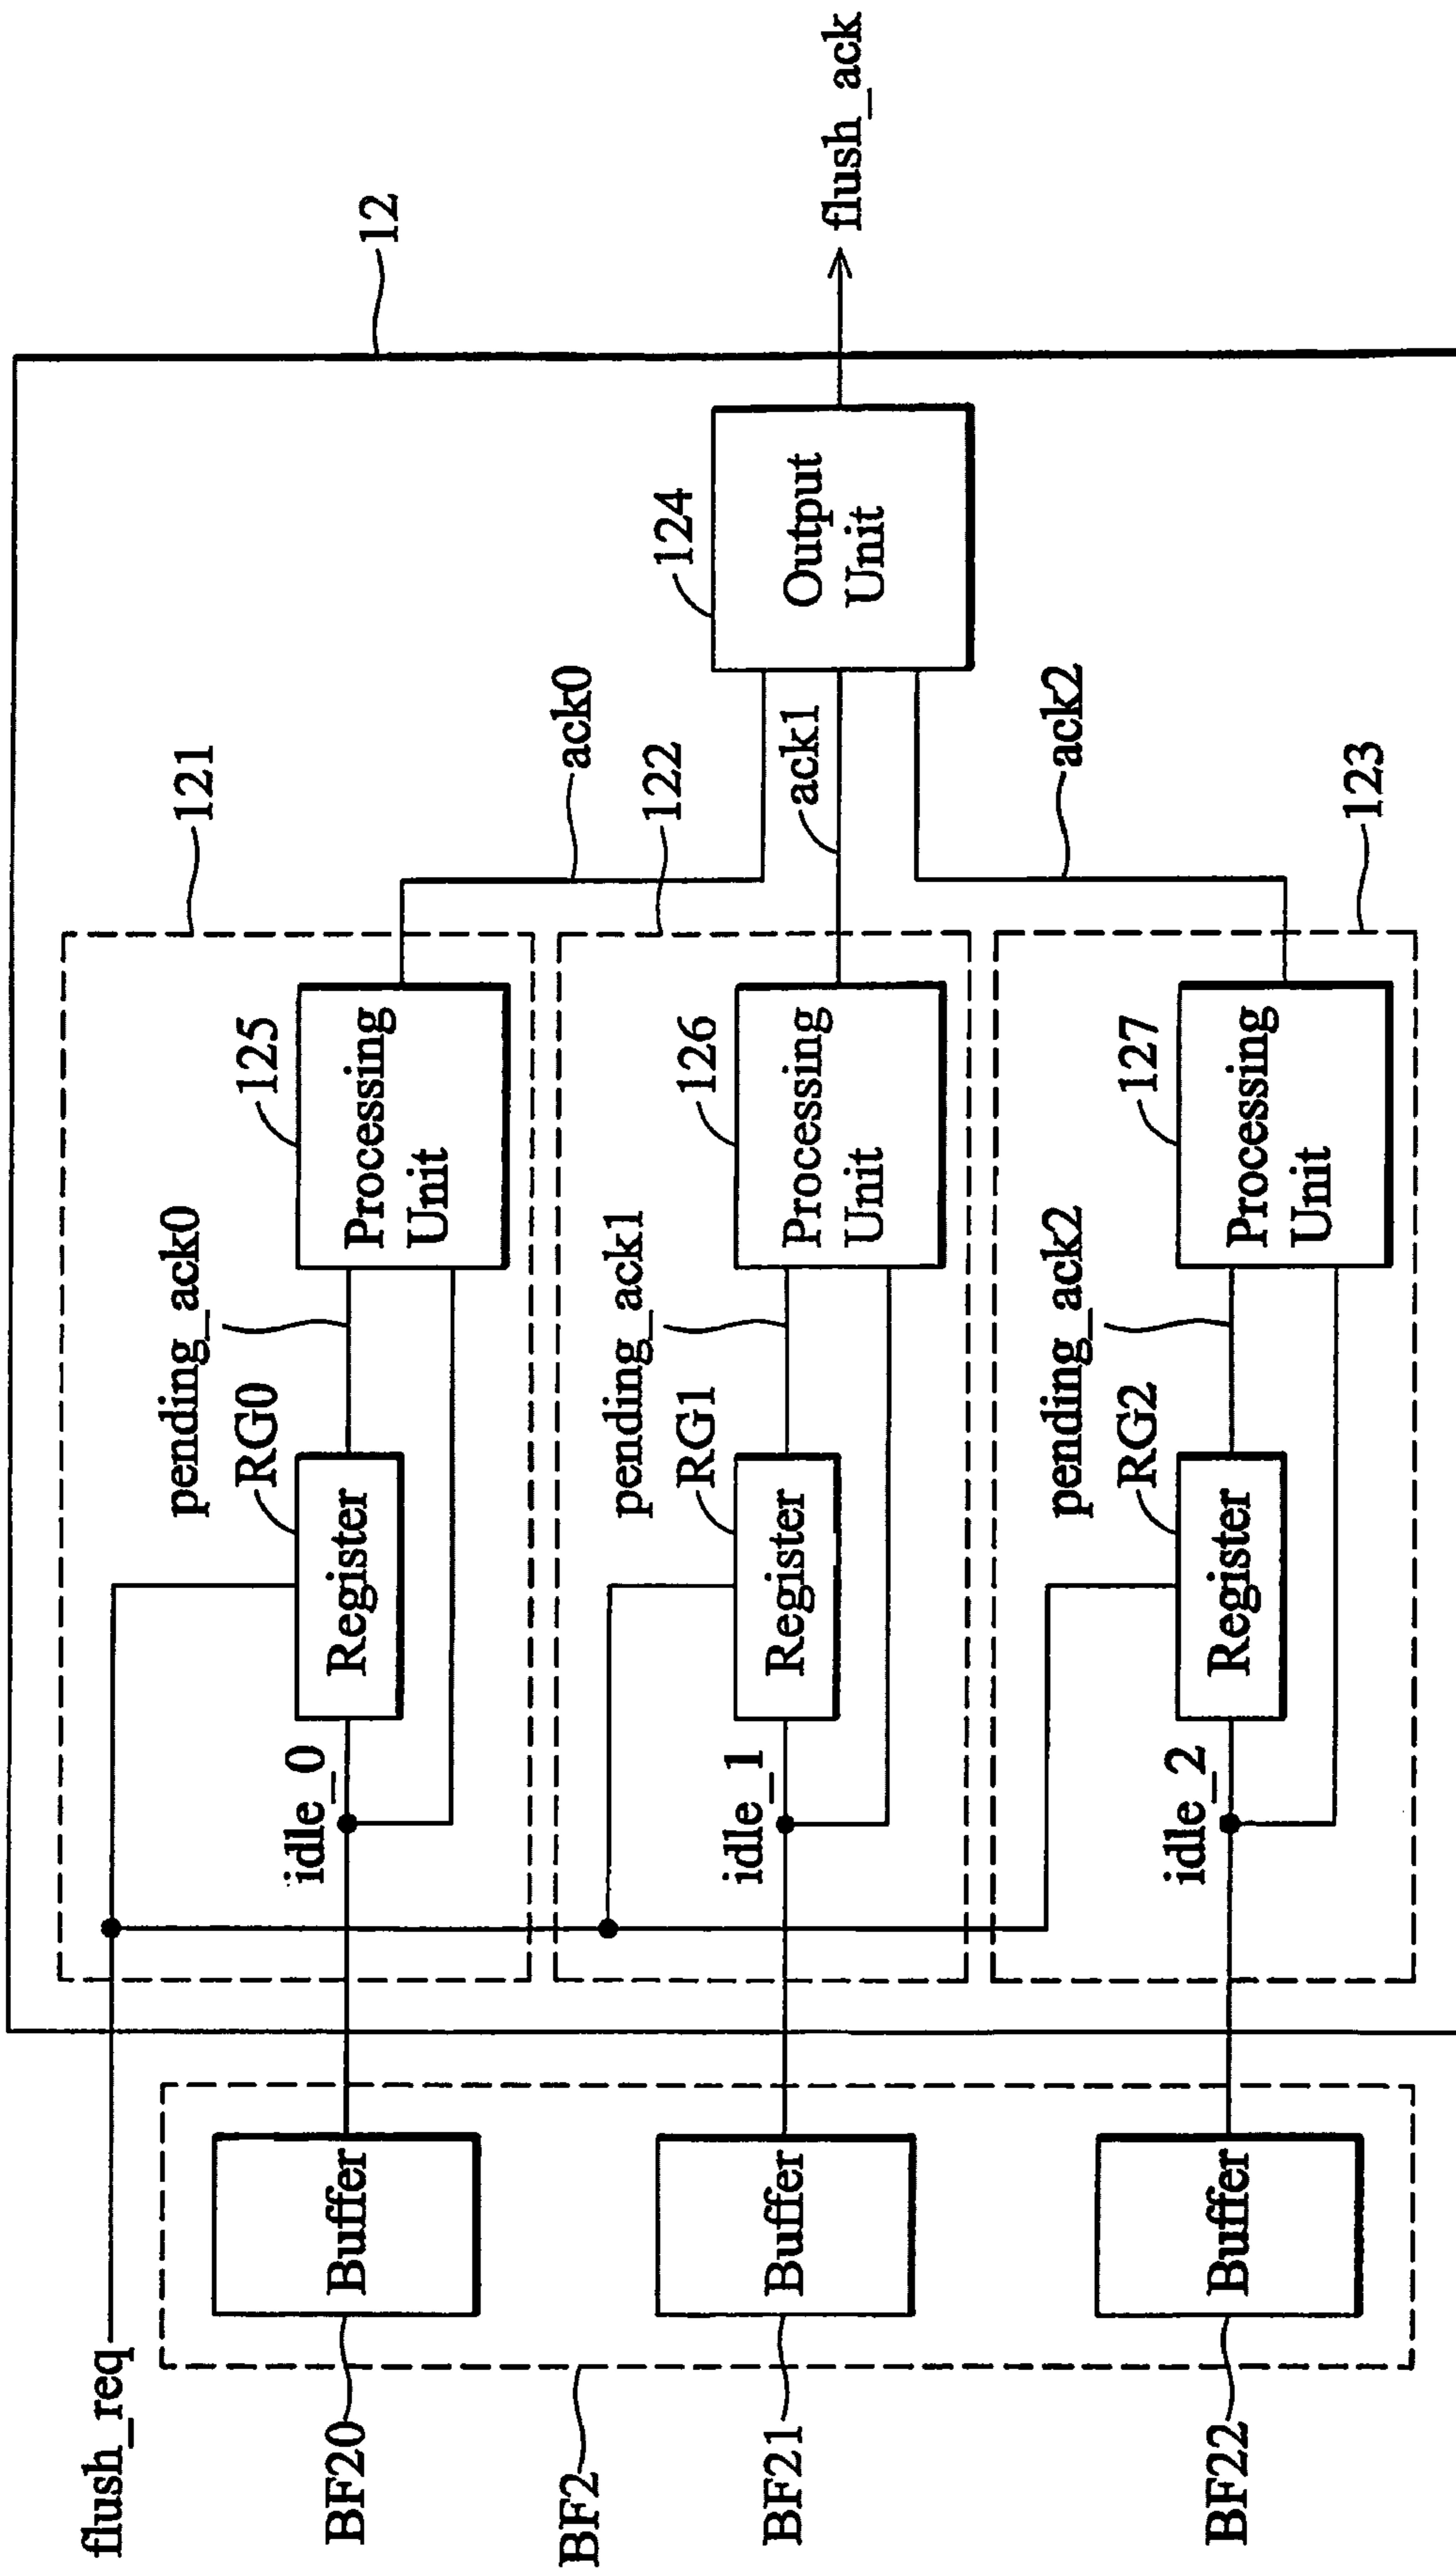 12
flush_req
121
pending_ack0
RG0
125
BF20
Buffer
idle_0
Register
Processing
Unit
ack0
122
BF2
pending_ack1
RG1
126
124
BF21
Buffer
idle_1
Register
Processing
Unit
ack1
Output
Unit
flush_ack
ack2
pending_ack2
RG2
127
123
BF22
Buffer
idle_2
Register
Processing
Unit